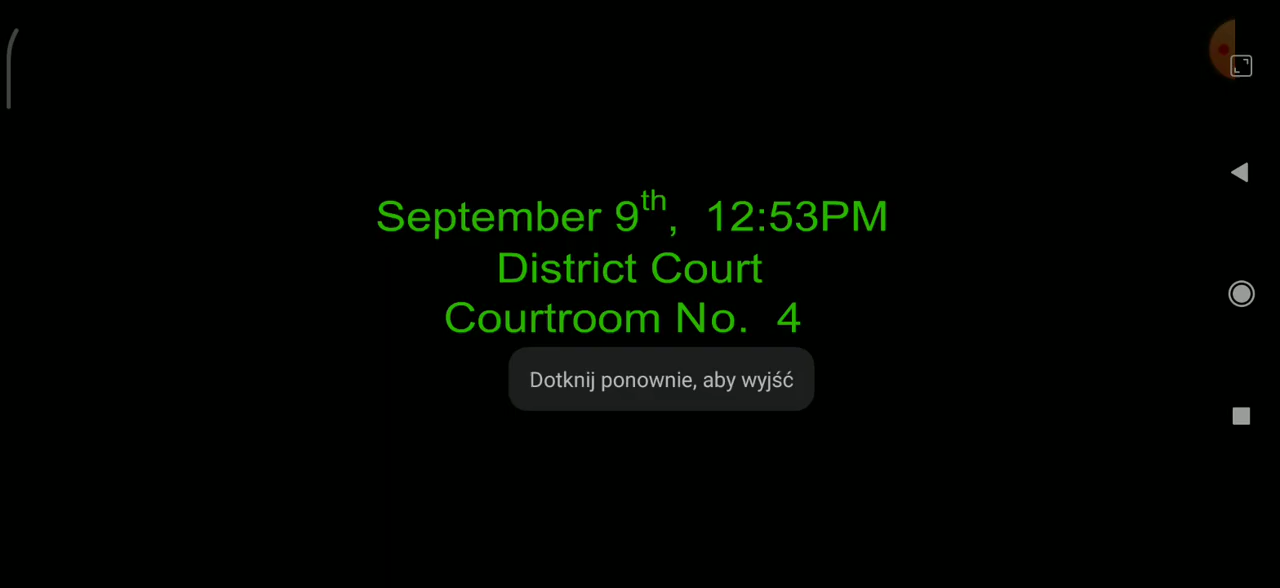 September 9th, 12:53PM
District Court
Courtroom No. 4
Dotknij ponownie, aby wyjść